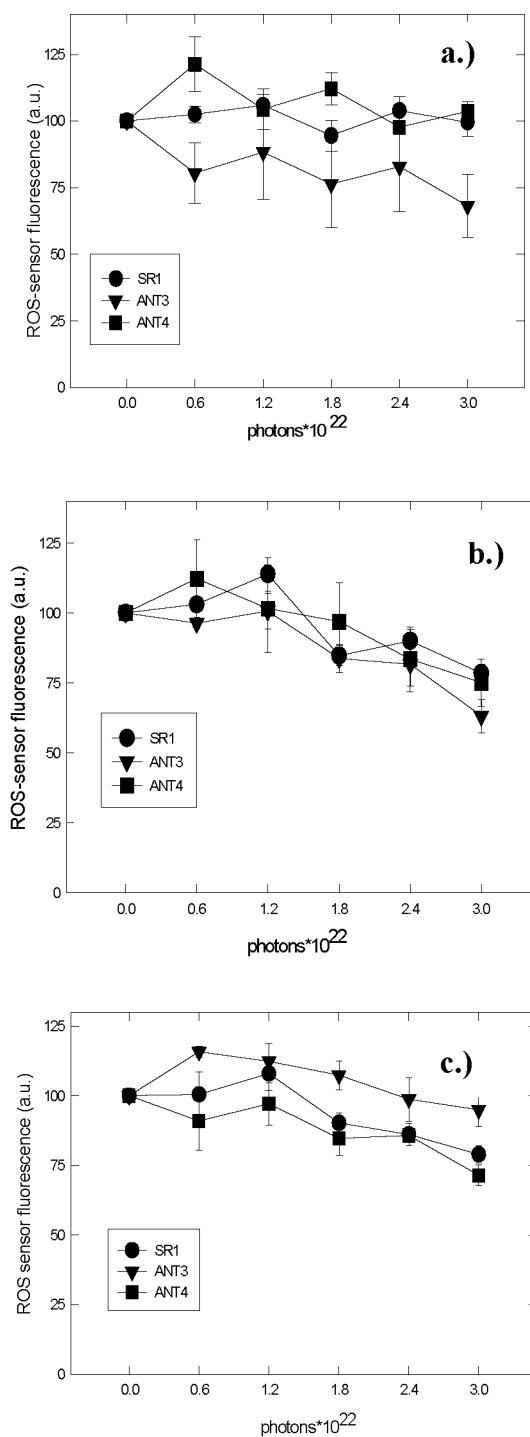 a.)
ROS-sensor fluorescence (a.u.)
125
100
75
50
25
0
SR1
ANT3
ANT4
0.0 0.6 1.2 1.8 2.4 3.0
photons*10^22
b.)
ROS-sensor fluorescence (a.u.)
125
100
75
50
25
0
SR1
ANT3
ANT4
0.0 0.6 1.2 1.8 2.4 3.0
photons*10^22
c.)
ROS sensor fluorescence (a.u.)
125
100
75
50
25
0
SR1
ANT3
ANT4
0.0 0.6 1.2 1.8 2.4 3.0
photons*10^22